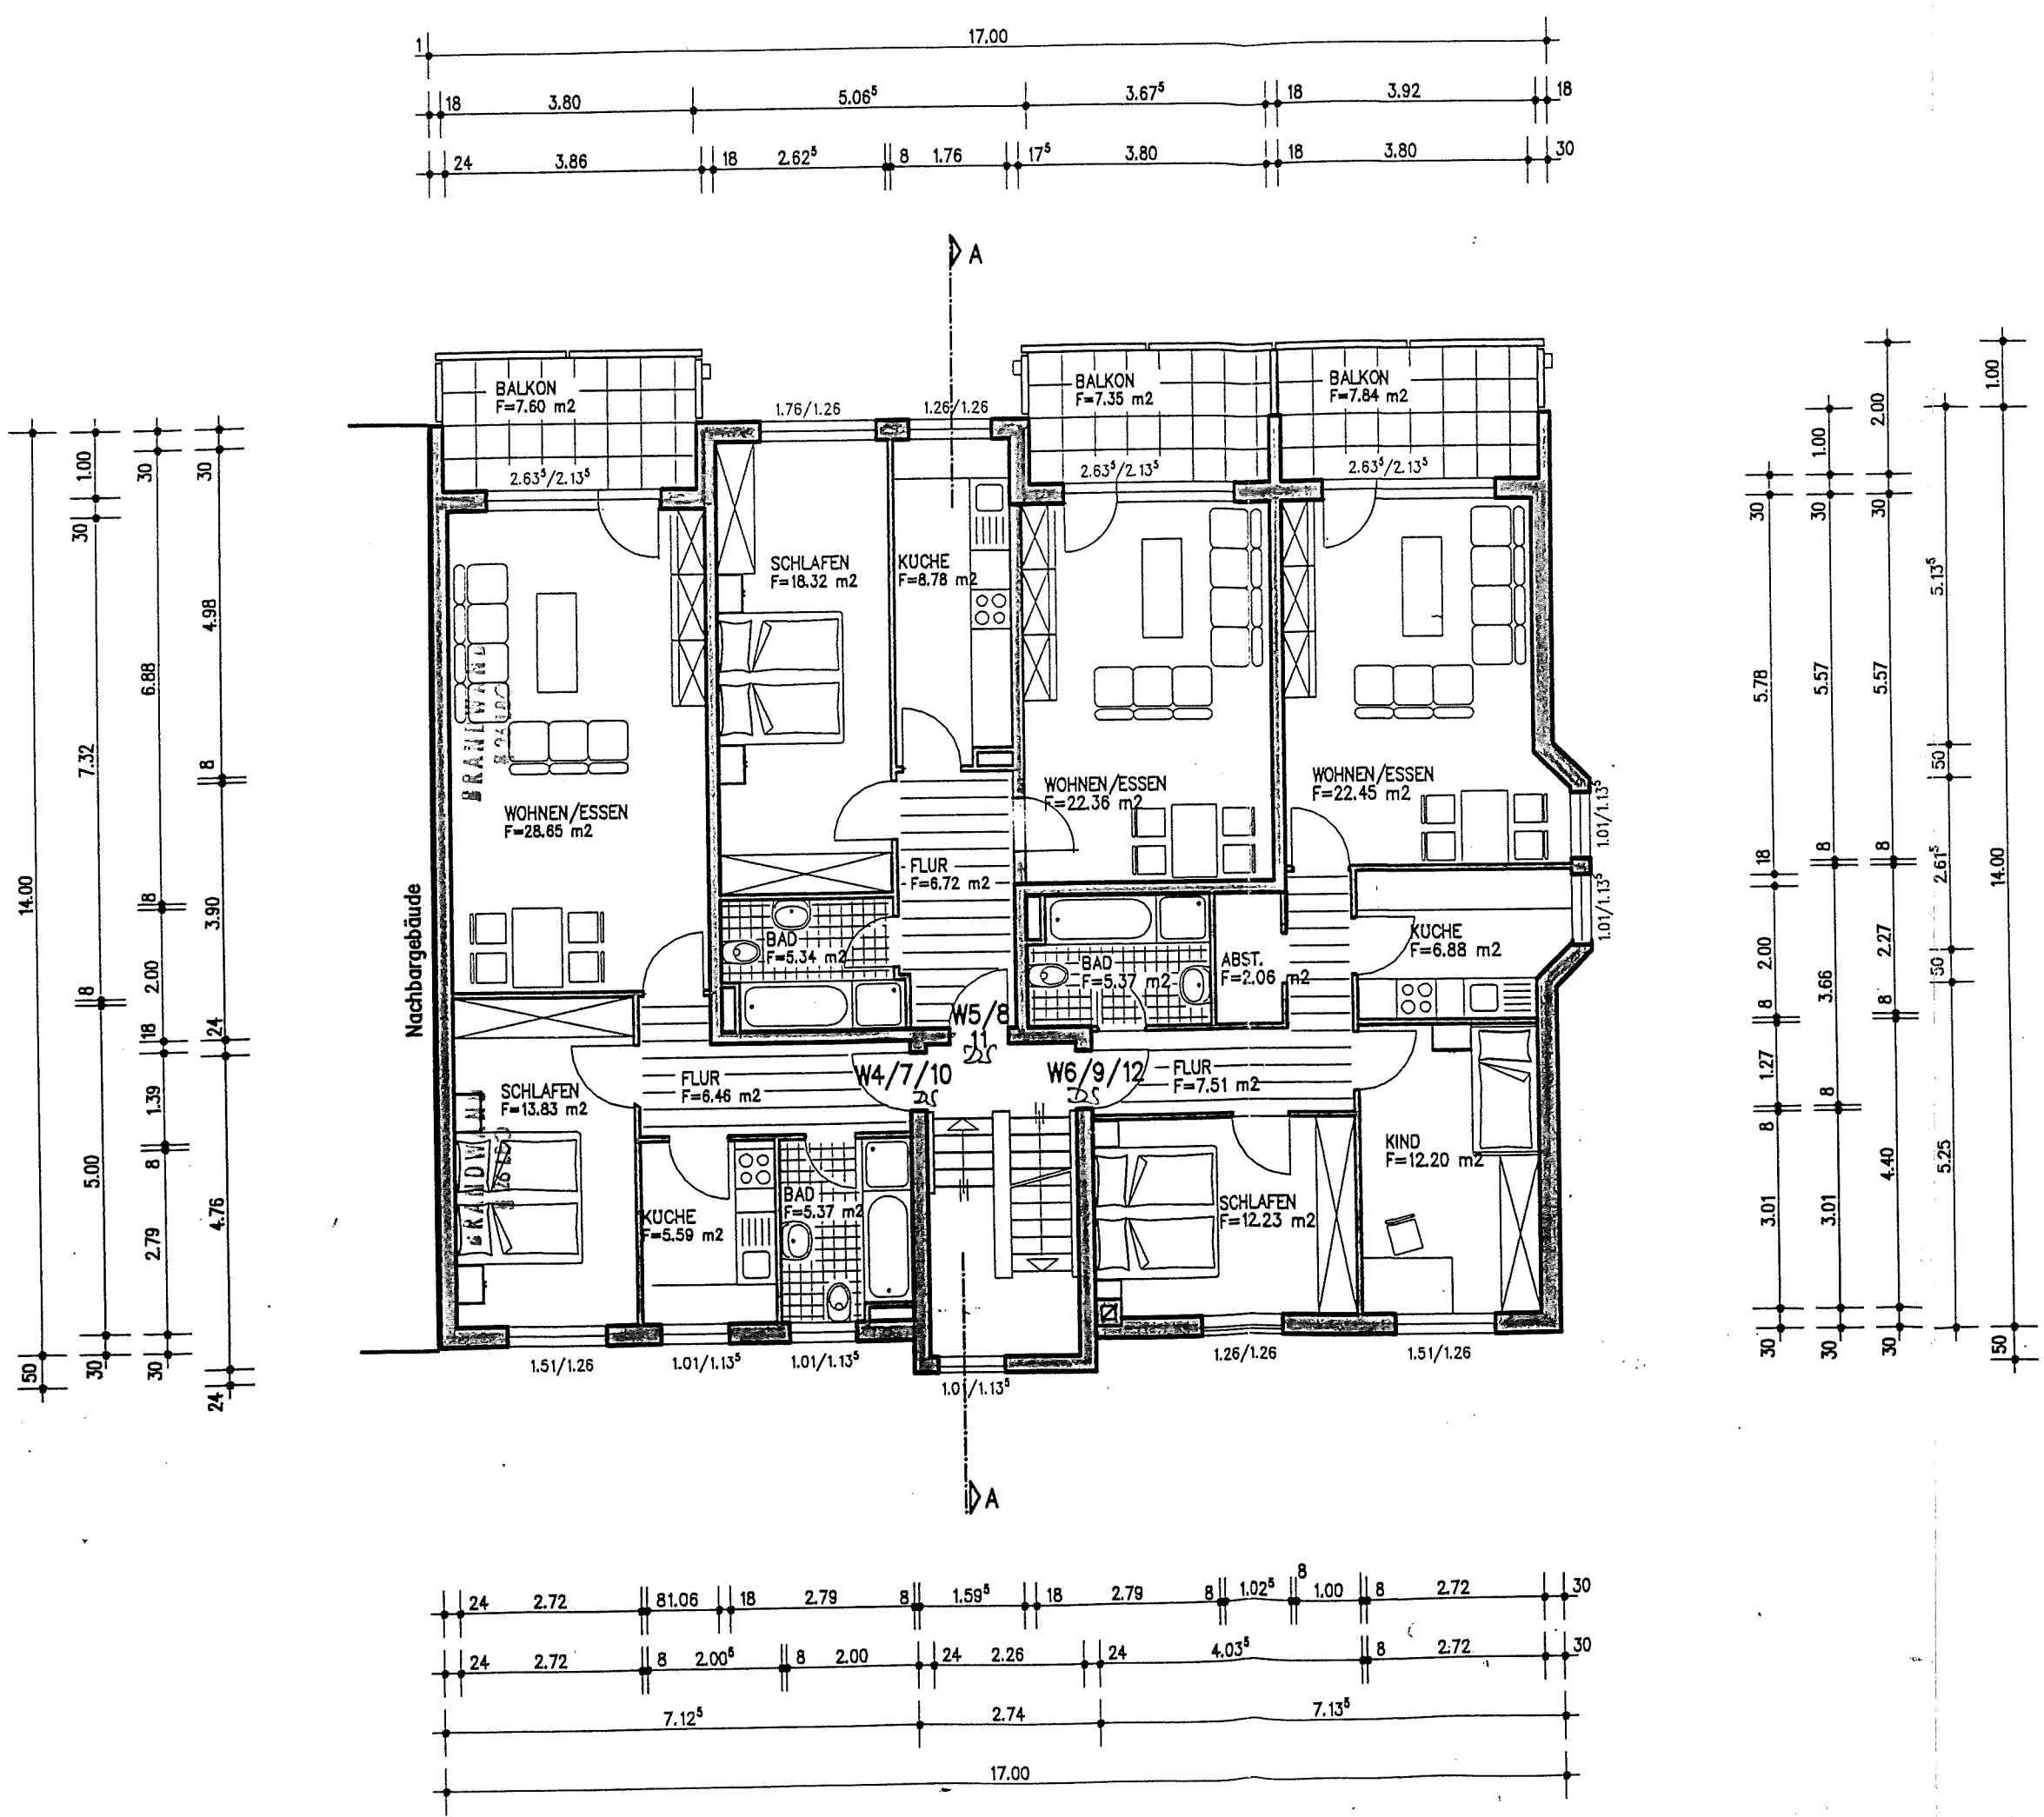 1 17.00
18 3.80 5.06⁵ 3.67⁵ 18 3.92 18
24 3.86 18 2.62⁵ 8 1.76 17⁵ 3.80 18 3.80 30
A
BALKON
F=7.60 m2
BALKON
F=7.35 m2
BALKON
F=7.84 m2
1.76/1.26
1.26/1.26
2.63⁵/2.13⁵
2.63⁵/2.13⁵
2.63⁵/2.13⁵
SCHLAFEN
F=18.32 m2
KÜCHE
F=8.78 m2
BRANDWAND
WOHNEN/ESSEN
F=28.65 m2
WOHNEN/ESSEN
F=22.36 m2
WOHNEN/ESSEN
F=22.45 m2
1.01/1.13⁵
1.01/1.13⁵
FLUR
F=6.72 m2
Nachbargebäude
BAD
F=5.34 m2
BAD
F=5.37 m2
ABST.
F=2.06 m2
KÜCHE
F=6.88 m2
W5/8
11
DS
W4/7/10
DS
W6/9/12
DS
SCHLAFEN
F=13.83 m2
FLUR
F=6.46 m2
FLUR
F=7.51 m2
BRANDWAND
KÜCHE
F=5.59 m2
BAD
F=5.37 m2
SCHLAFEN
F=12.23 m2
KIND
F=12.20 m2
1.51/1.26
1.01/1.13⁵
1.01/1.13⁵
1.01/1.13⁵
1.26/1.26
1.51/1.26
A
14.00 50
1.00 30 7.32 8 5.00 30
30 6.88 8 2.00 18 1.39 8 2.79 30
30 4.98 8 3.90 24 4.76 24
30 5.78 18 2.00 8 1.27 8 3.01 30
1.00 30 5.57 8 3.66 8 3.01 30
2.00 30 5.57 8 2.27 8 4.40 30
5.13⁵ 50 2.61⁵ 50 5.25
1.00 14.00 50
24 2.72 81.06 18 2.79 8 1.59⁵ 18 2.79 8 1.02⁵ 8 1.00 8 2.72 30
24 2.72 8 2.00⁵ 8 2.00 24 2.26 24 4.03⁵ 8 2.72 30
7.12⁵ 2.74 7.13⁵
17.00